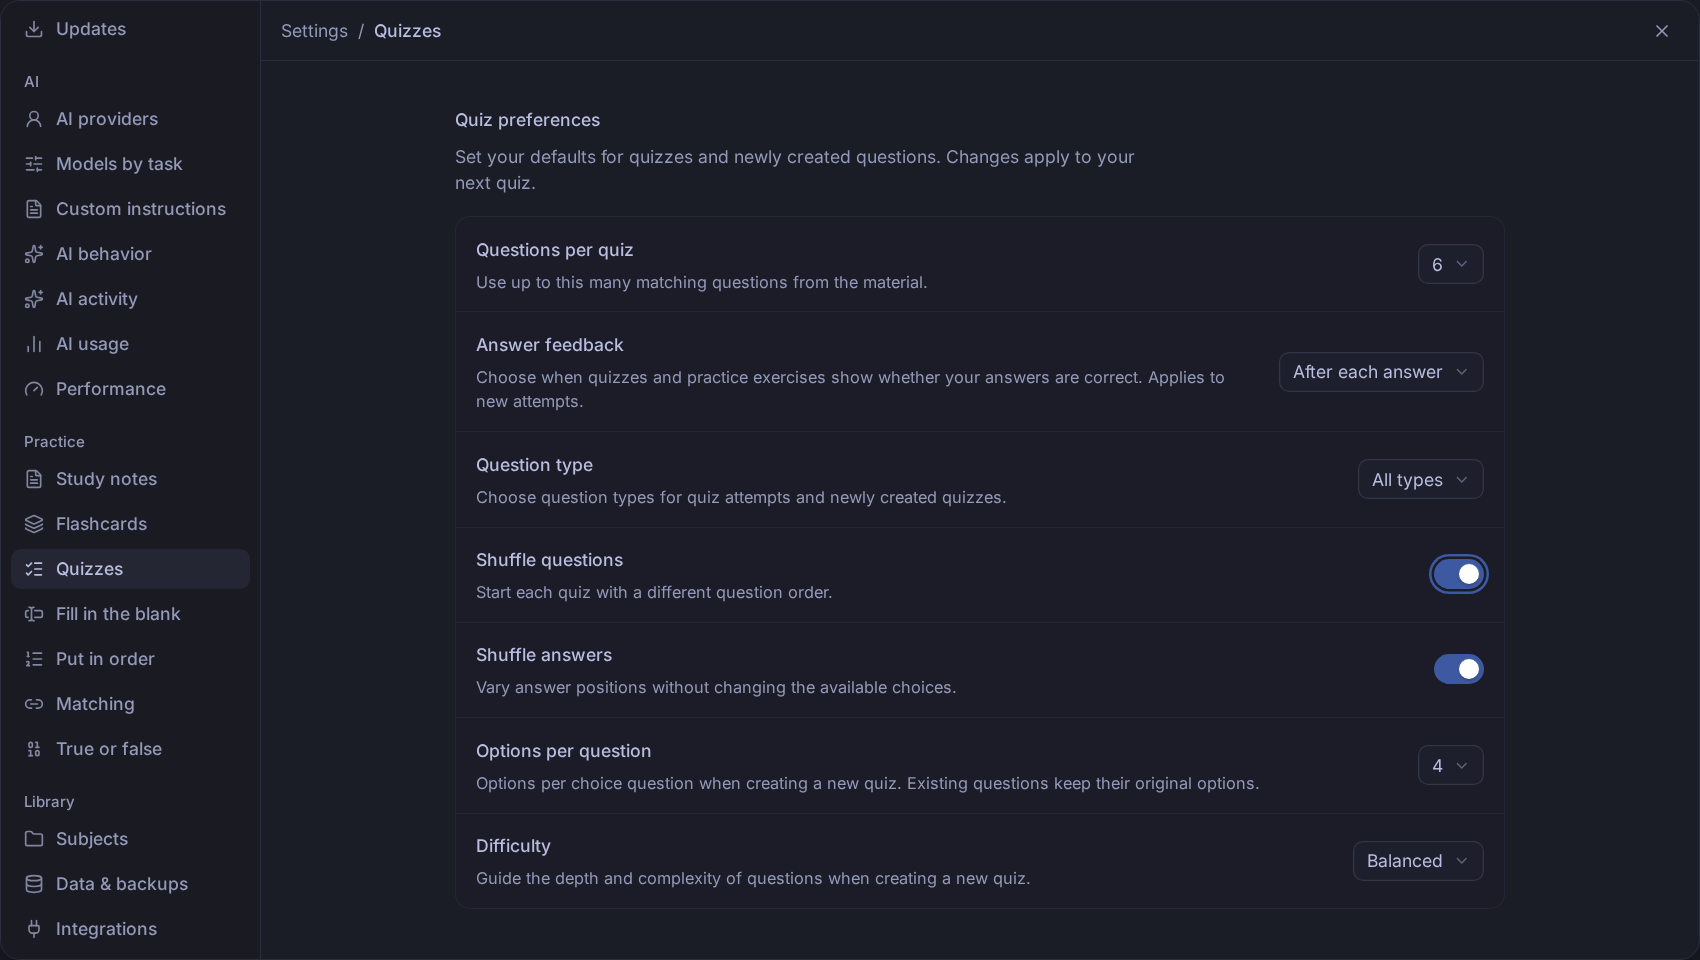 Updates
AI
AI providers
Models by task
Custom instructions
AI behavior
AI activity
AI usage
Performance
Practice
Study notes
Flashcards
Quizzes
Fill in the blank
Put in order
Matching
True or false
Library
Subjects
Data & backups
Integrations
Settings / Quizzes
Quiz preferences
Set your defaults for quizzes and newly created questions. Changes apply to your
next quiz.
Questions per quiz
Use up to this many matching questions from the material.
6
Answer feedback
Choose when quizzes and practice exercises show whether your answers are correct. Applies to
new attempts.
After each answer
Question type
Choose question types for quiz attempts and newly created quizzes.
All types
Shuffle questions
Start each quiz with a different question order.
Shuffle answers
Vary answer positions without changing the available choices.
Options per question
Options per choice question when creating a new quiz. Existing questions keep their original options.
4
Difficulty
Guide the depth and complexity of questions when creating a new quiz.
Balanced